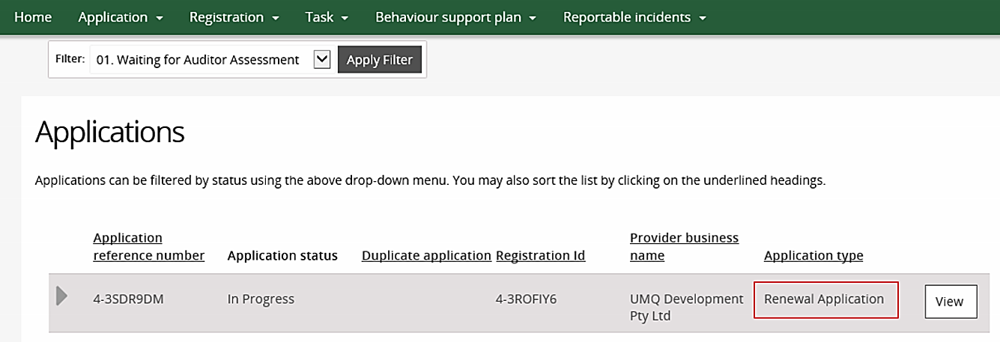 Home Application Registration Task Behaviour support plan Reportable incidents
Filter: 01. Waiting for Auditor Assessment Apply Filter
Applications
Applications can be filtered by status using the above drop-down menu. You may also sort the list by clicking on the underlined headings.
Application reference number Application status Duplicate application Registration Id Provider business name Application type
4-3SDR9DM In Progress 4-3ROFIY6 UMQ Development Pty Ltd Renewal Application View